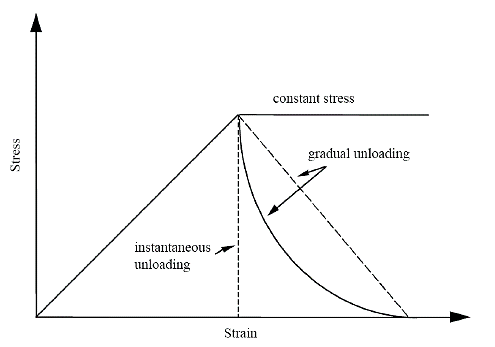 constant stress
gradual unloading
Stress
instantaneous
unloading
Strain